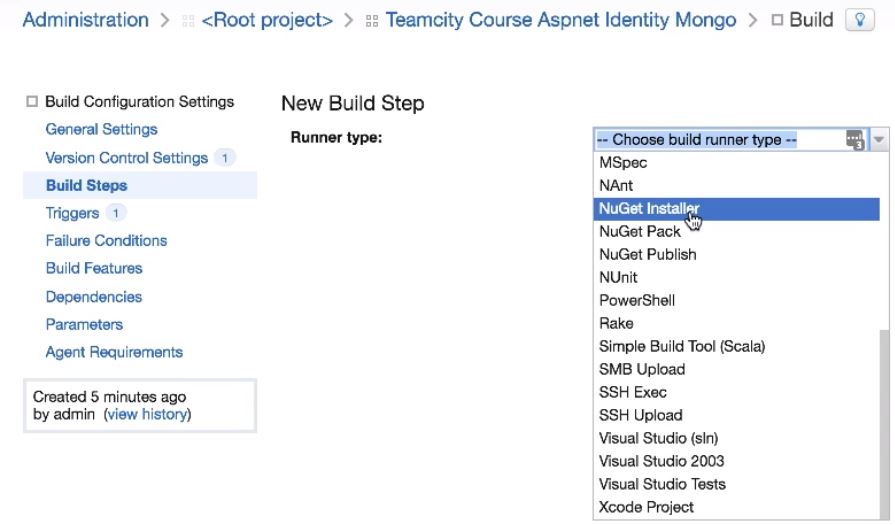 Administration > <Root project> > Teamcity Course Aspnet Identity Mongo > Build
Build Configuration Settings
General Settings
Version Control Settings 1
Build Steps
Triggers 1
Failure Conditions
Build Features
Dependencies
Parameters
Agent Requirements
Created 5 minutes ago
by admin (view history)
New Build Step
Runner type:
-- Choose build runner type -- 3
MSpec
NAnt
NuGet Installer
NuGet Pack
NuGet Publish
NUnit
PowerShell
Rake
Simple Build Tool (Scala)
SMB Upload
SSH Exec
SSH Upload
Visual Studio (sln)
Visual Studio 2003
Visual Studio Tests
Xcode Project